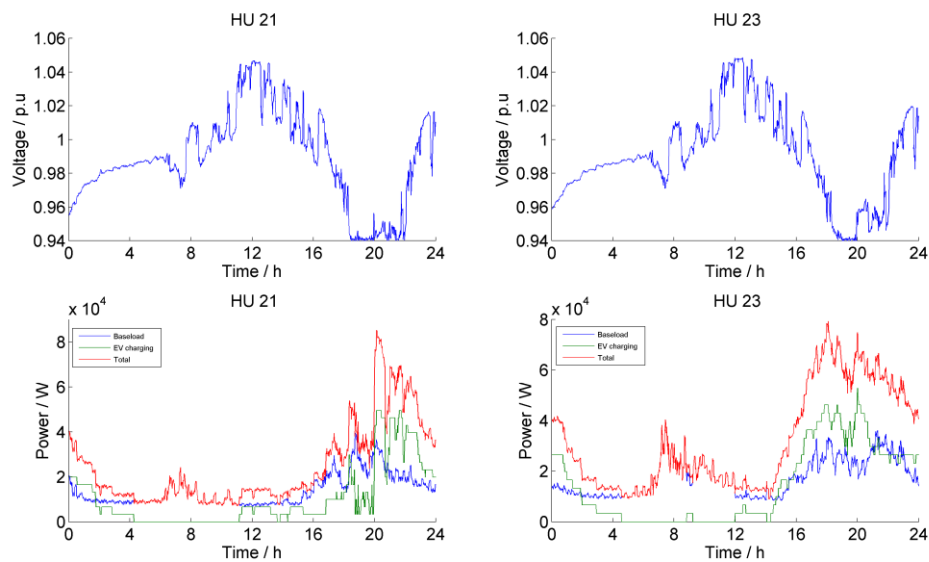 HU 21
Voltage / p.u
1.06
1.04
1.02
1
0.98
0.96
0.94
0 4 8 12 16 20 24
Time / h
HU 23
Voltage / p.u
1.06
1.04
1.02
1
0.98
0.96
0.94
0 4 8 12 16 20 24
Time / h
HU 21
x 10^4
Power / W
8
6
4
2
0
Baseload
EV charging
Total
0 4 8 12 16 20 24
Time / h
HU 23
x 10^4
Power / W
8
6
4
2
0
Baseload
EV charging
Total
0 4 8 12 16 20 24
Time / h